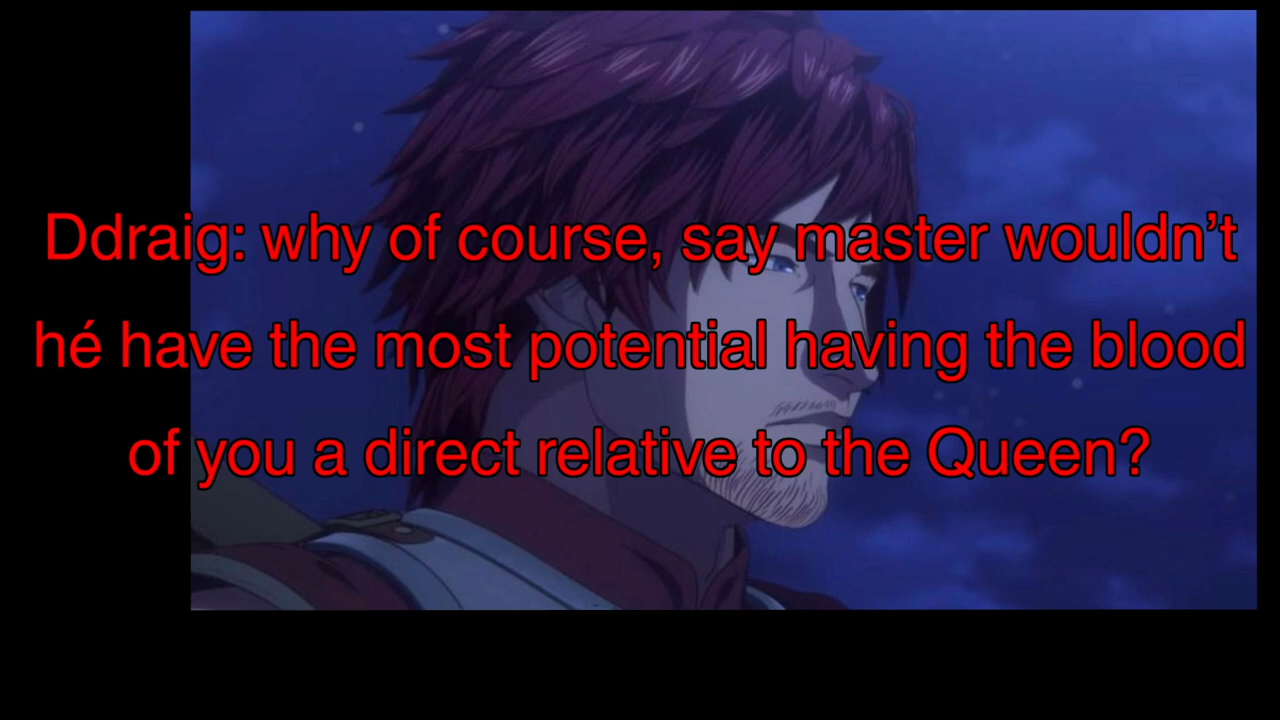 Ddraig: why of course, say master wouldn’t
hé have the most potential having the blood
of you a direct relative to the Queen?